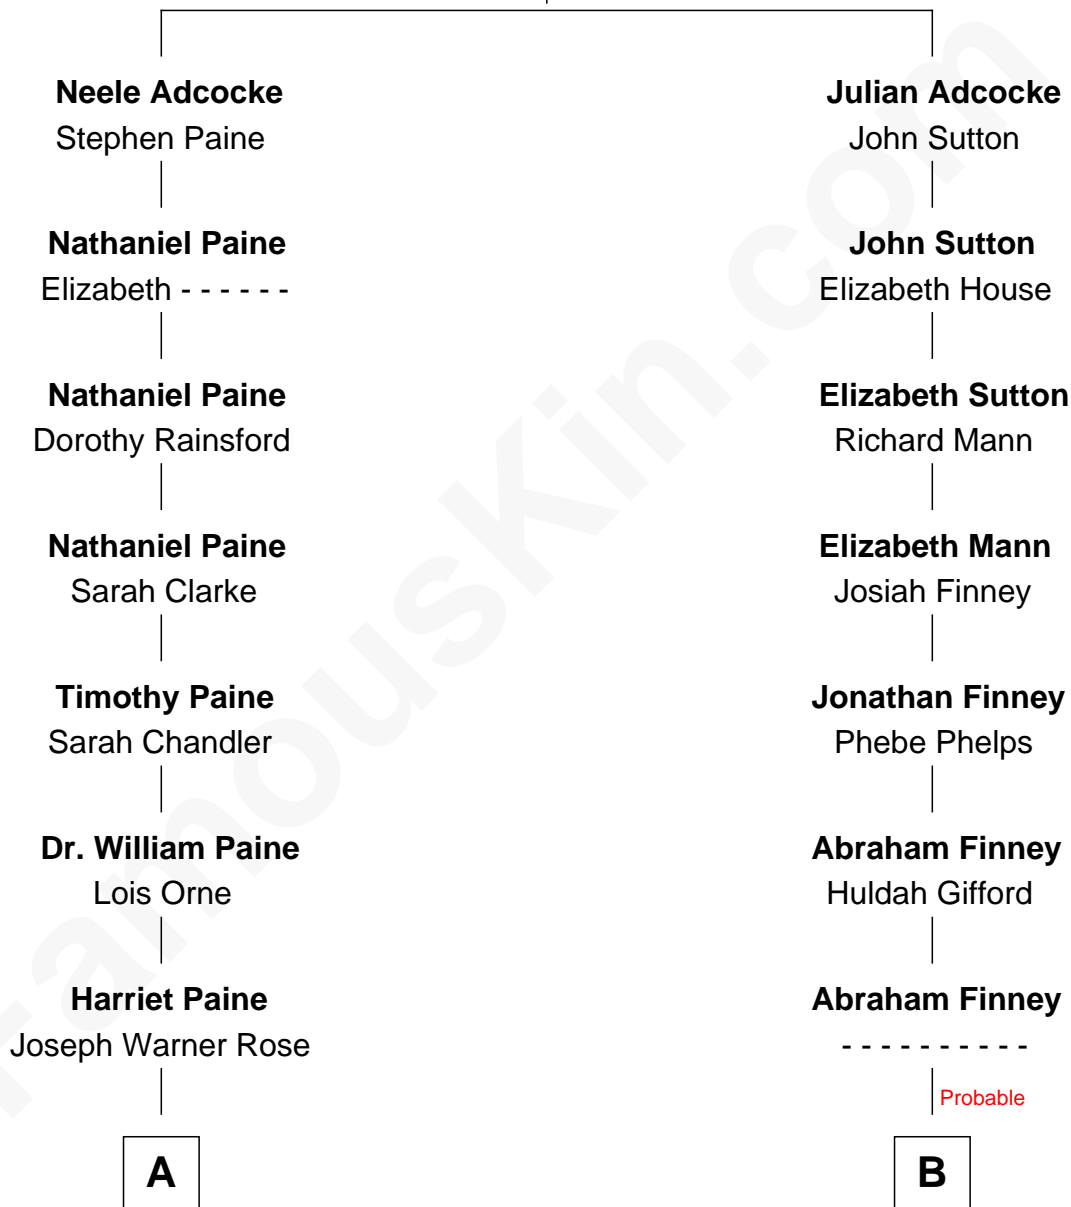 Neele Adcocke
Stephen Paine
Julian Adcocke
John Sutton
Nathaniel Paine
Elizabeth - - - - - -
John Sutton
Elizabeth House
Nathaniel Paine
Dorothy Rainsford
Elizabeth Sutton
Richard Mann
Nathaniel Paine
Sarah Clarke
Elizabeth Mann
Josiah Finney
Timothy Paine
Sarah Chandler
Jonathan Finney
Phebe Phelps
Dr. William Paine
Lois Orne
Abraham Finney
Huldah Gifford
Harriet Paine
Joseph Warner Rose
Abraham Finney
- - - - - - - - - -
Probable
A
B
FamousKin.com